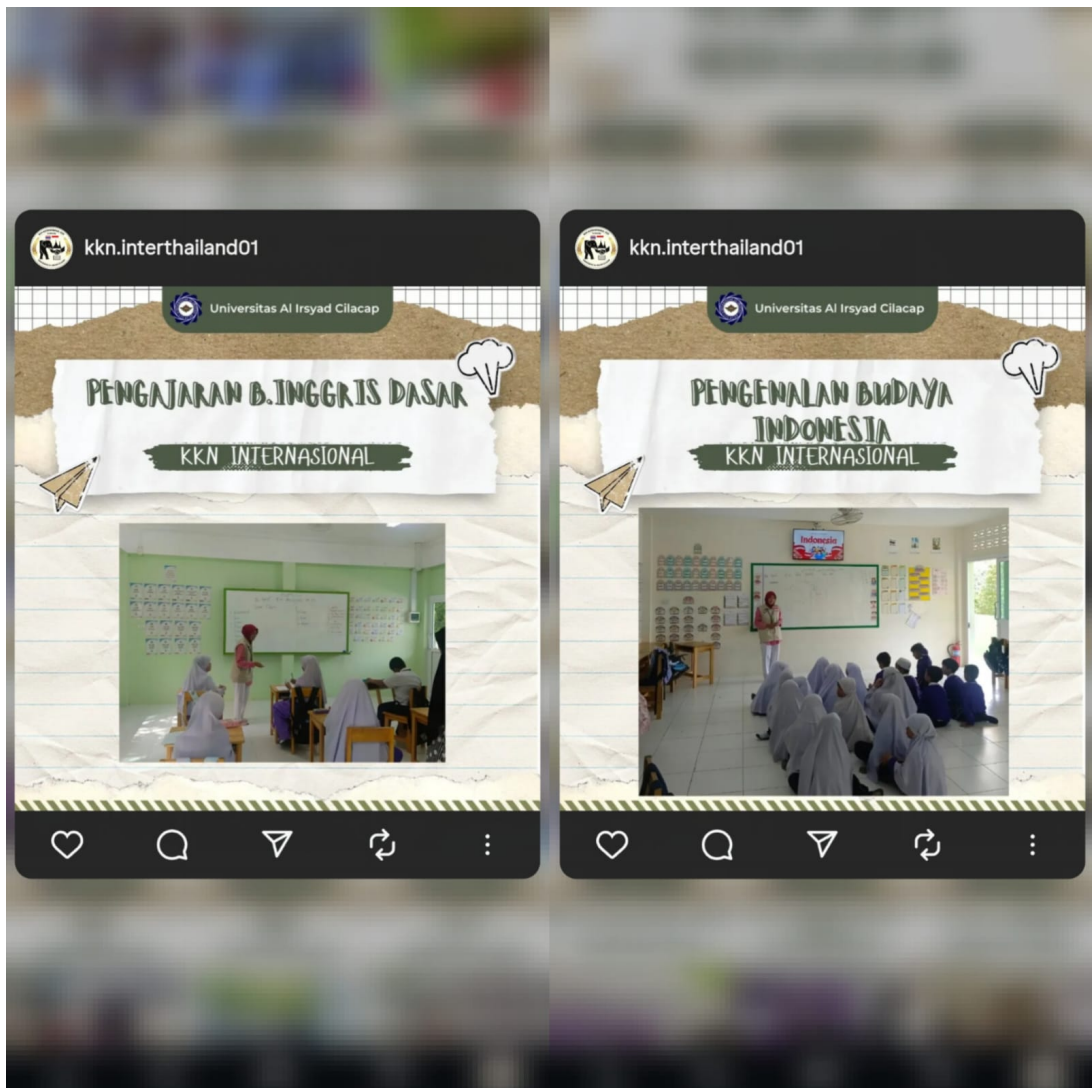 kkn.interthailand01
Universitas Al Irsyad Cilacap
PENGAJARAN B.INGGRIS DASAR
KKN INTERNASIONAL
kkn.interthailand01
Universitas Al Irsyad Cilacap
PENGENALAN BUDAYA
INDONESIA
KKN INTERNASIONAL
Indonesia